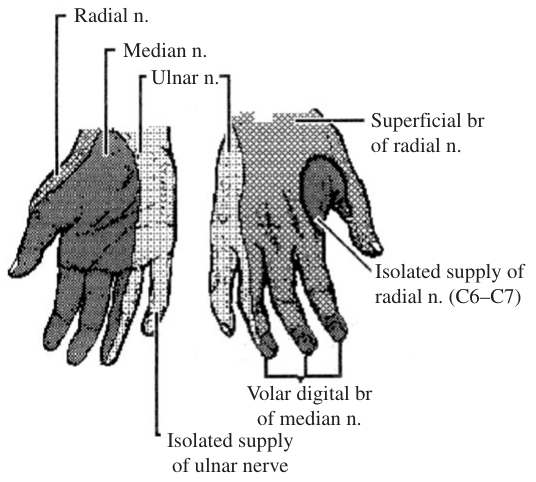 Radial n.
Median n.
Ulnar n.
Superficial br
of radial n.
Isolated supply of
radial n. (C6–C7)
Volar digital br
of median n.
Isolated supply
of ulnar nerve